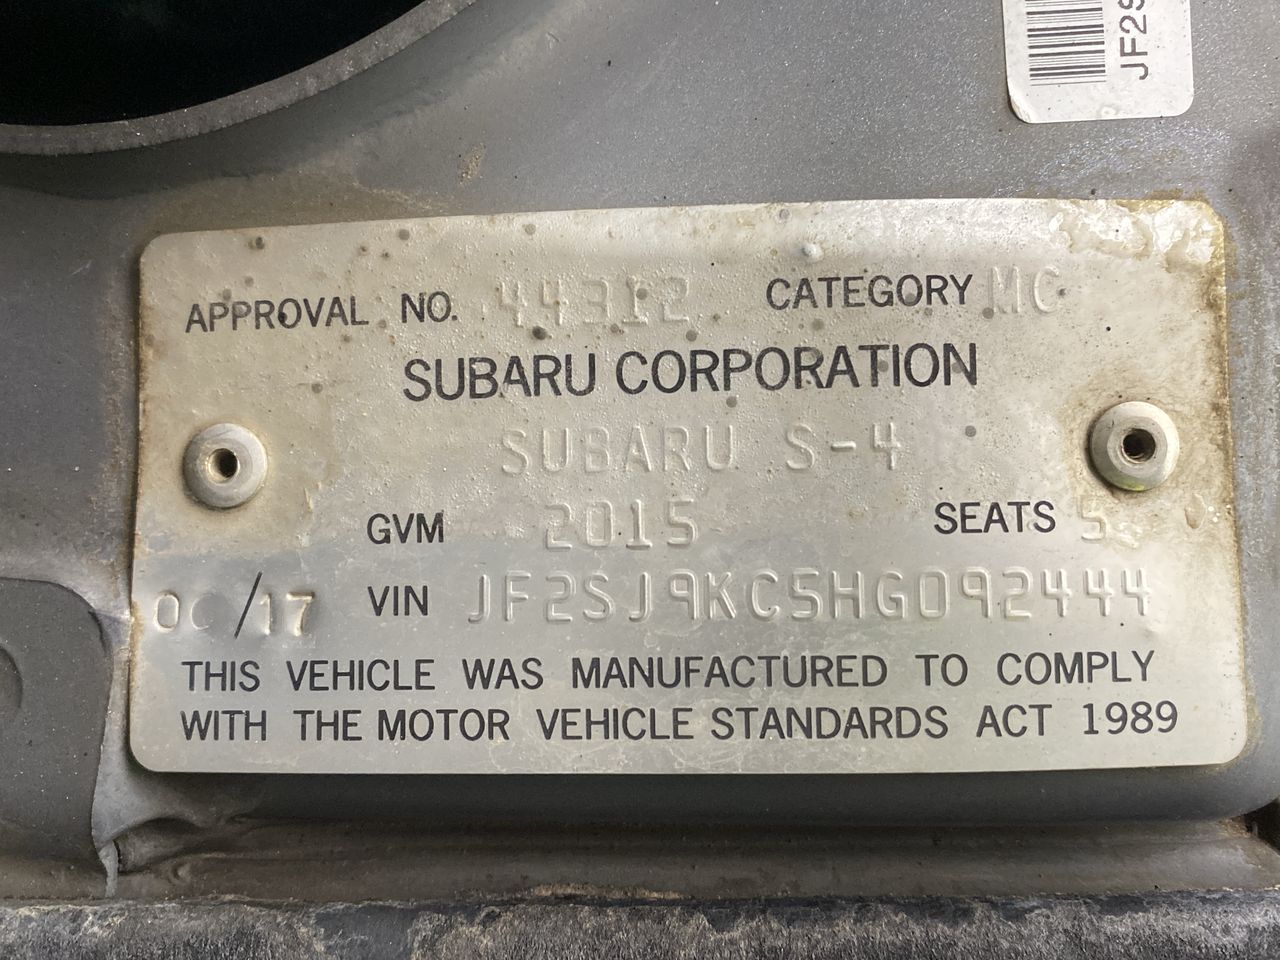 JF2S
APPROVAL NO. 44312 CATEGORY MC
SUBARU CORPORATION
SUBARU S-4
GVM 2015 SEATS 5
/17 VIN JF2SJ9KC5HG092444
THIS VEHICLE WAS MANUFACTURED TO COMPLY
WITH THE MOTOR VEHICLE STANDARDS ACT 1989